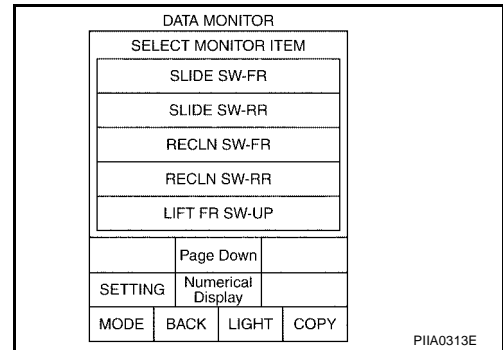 DATA MONITOR
SELECT MONITOR ITEM
SLIDE SW-FR
SLIDE SW-RR
RECLN SW-FR
RECLN SW-RR
LIFT FR SW-UP
Page Down
SETTING
Numerical
Display
MODE BACK LIGHT COPY
PIIA0313E